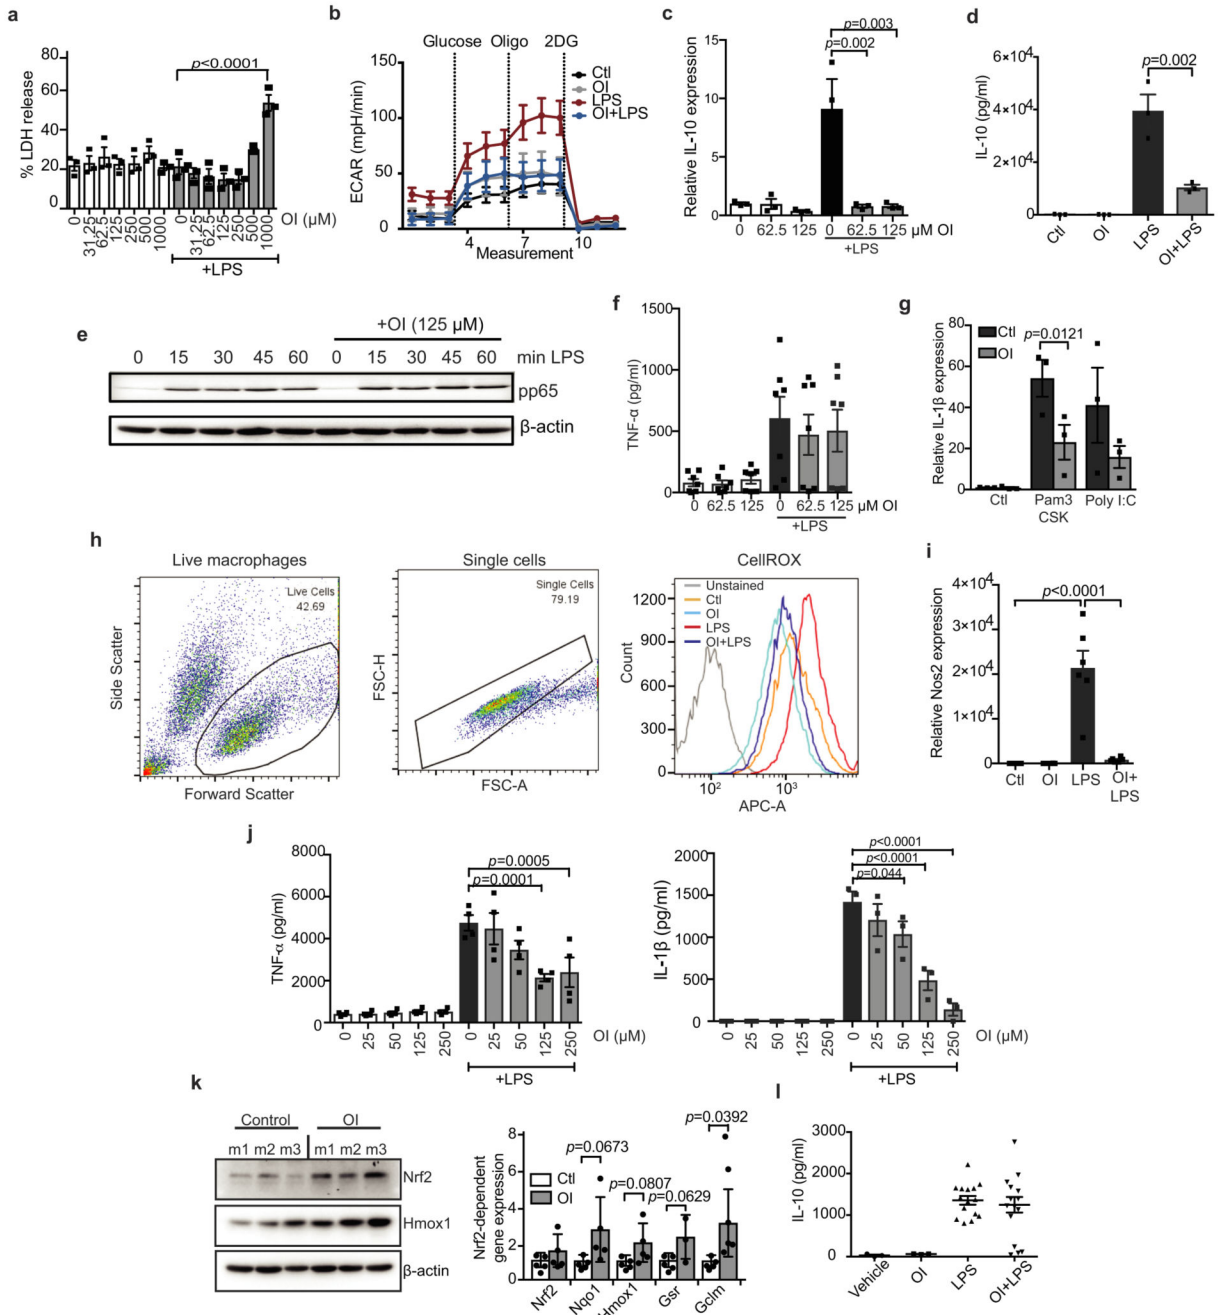 a
80
60
40
20
0
% LDH release
p<0.0001
0
31.25
62.5
125
250
500
1000
0
31.25
62.5
125
250
500
1000
OI (µM)
+LPS
b
Glucose Oligo 2DG
150
100
50
0
ECAR (mpH/min)
Ctl
OI
LPS
OI+LPS
4 7 10
Measurement
c
p=0.003
p=0.002
15
10
5
0
Relative IL-10 expression
0 62.5 125 0 62.5 125 µM OI
+LPS
d
6×10⁴
4×10⁴
2×10⁴
0
IL-10 (pg/ml)
p=0.002
Ctl
OI
LPS
OI+LPS
e
+OI (125 µM)
0 15 30 45 60 0 15 30 45 60 min LPS
pp65
β-actin
f
1500
1000
500
0
TNF-α (pg/ml)
0 62.5 125 0 62.5 125 µM OI
+LPS
g
80
60
40
20
0
Relative IL-1β expression
Ctl
OI
p=0.0121
Ctl Pam3 Poly I:C
CSK
h
Live macrophages
Live Cells
42.69
Side Scatter
Forward Scatter
Single cells
Single Cells
79.19
FSC-H
FSC-A
CellROX
Unstained
Ctl
OI
LPS
OI+LPS
1200
900
600
300
0
Count
10² 10³
APC-A
i
4×10⁴
3×10⁴
2×10⁴
1×10⁴
0
Relative Nos2 expression
p<0.0001
Ctl OI LPS OI+
LPS
j
8000
6000
4000
2000
0
TNF-α (pg/ml)
p=0.0005
p=0.0001
0
25
50
125
250
0
25
50
125
250
OI (µM)
+LPS
2000
1500
1000
500
0
IL-1β (pg/ml)
p<0.0001
p<0.0001
p=0.044
0
25
50
125
250
0
25
50
125
250
OI (µM)
+LPS
k
Control OI
m1 m2 m3 m1 m2 m3
Nrf2
Hmox1
β-actin
8
6
4
2
0
Nrf2-dependent
gene expression
Ctl
OI
p=0.0673
p=0.0807
p=0.0629
p=0.0392
Nrf2
Nqo1
Hmox1
Gsr
Gclm
l
3000
2000
1000
0
IL-10 (pg/ml)
Vehicle
OI
LPS
OI+LPS